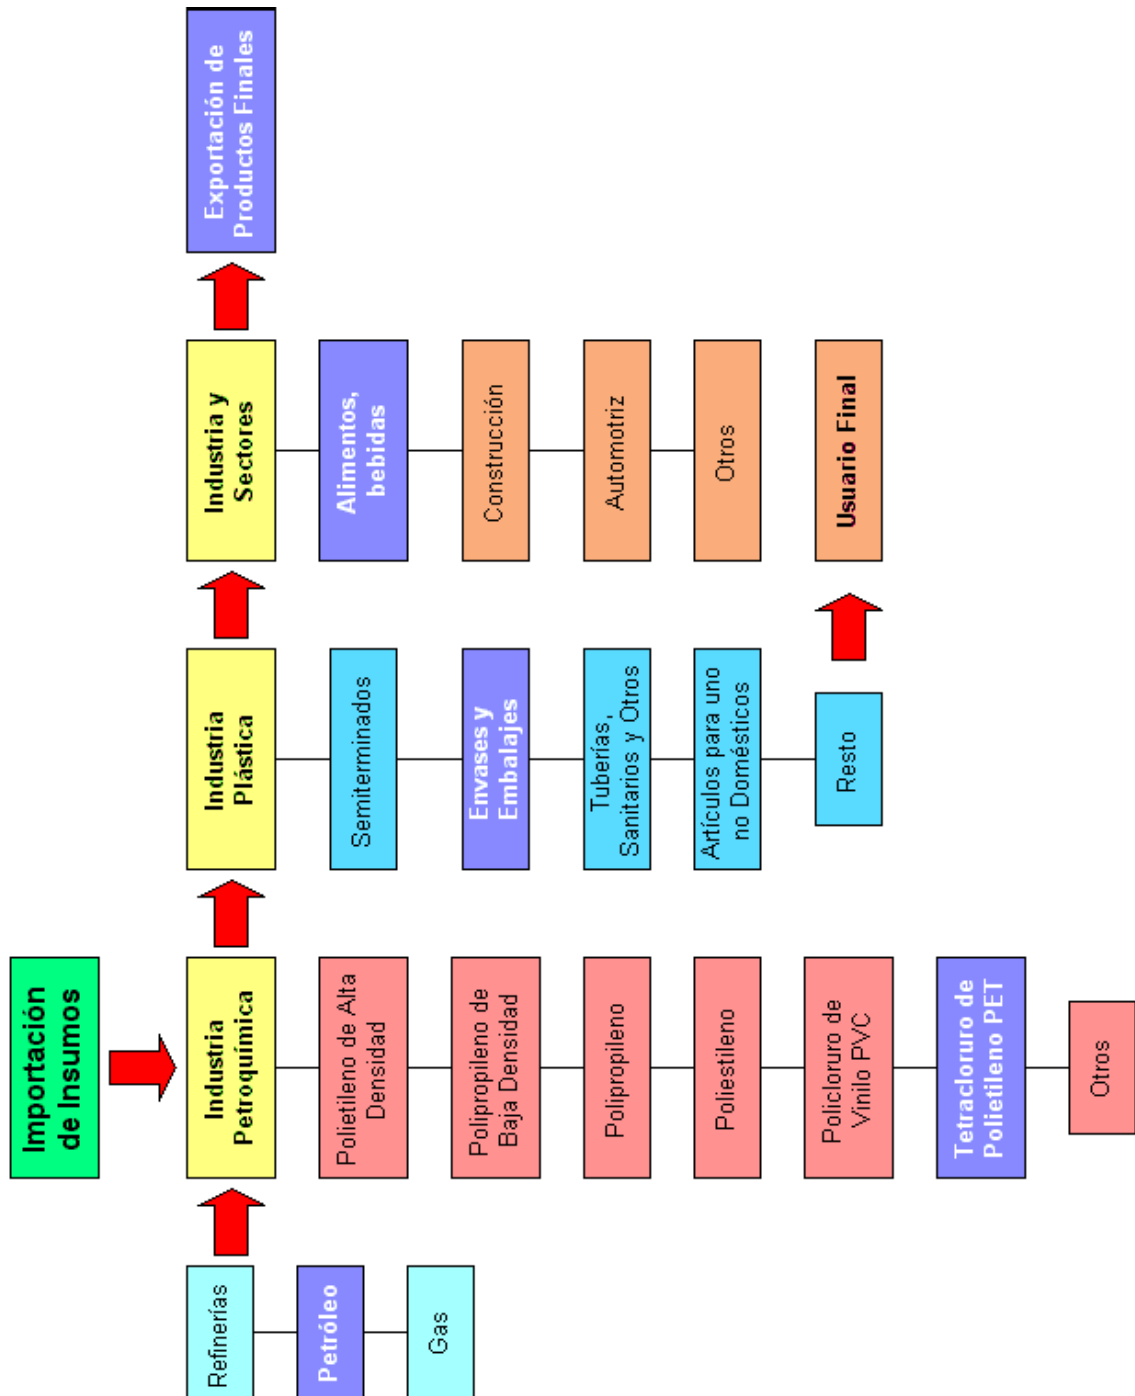 Importación
de Insumos
Refinerías
Petróleo
Gas
Industria
Petroquímica
Polietileno de Alta
Densidad
Polipropileno de
Baja Densidad
Polipropileno
Poliestileno
Policloruro de
Vinilo PVC
Tetracloruro de
Polietileno PET
Otros
Industria
Plástica
Semiterminados
Envases y
Embalajes
Tuberías,
Sanitarios y Otros
Artículos para uno
no Domésticos
Resto
Industria y
Sectores
Alimentos,
bebidas
Construcción
Automotriz
Otros
Usuario Final
Exportación de
Productos Finales